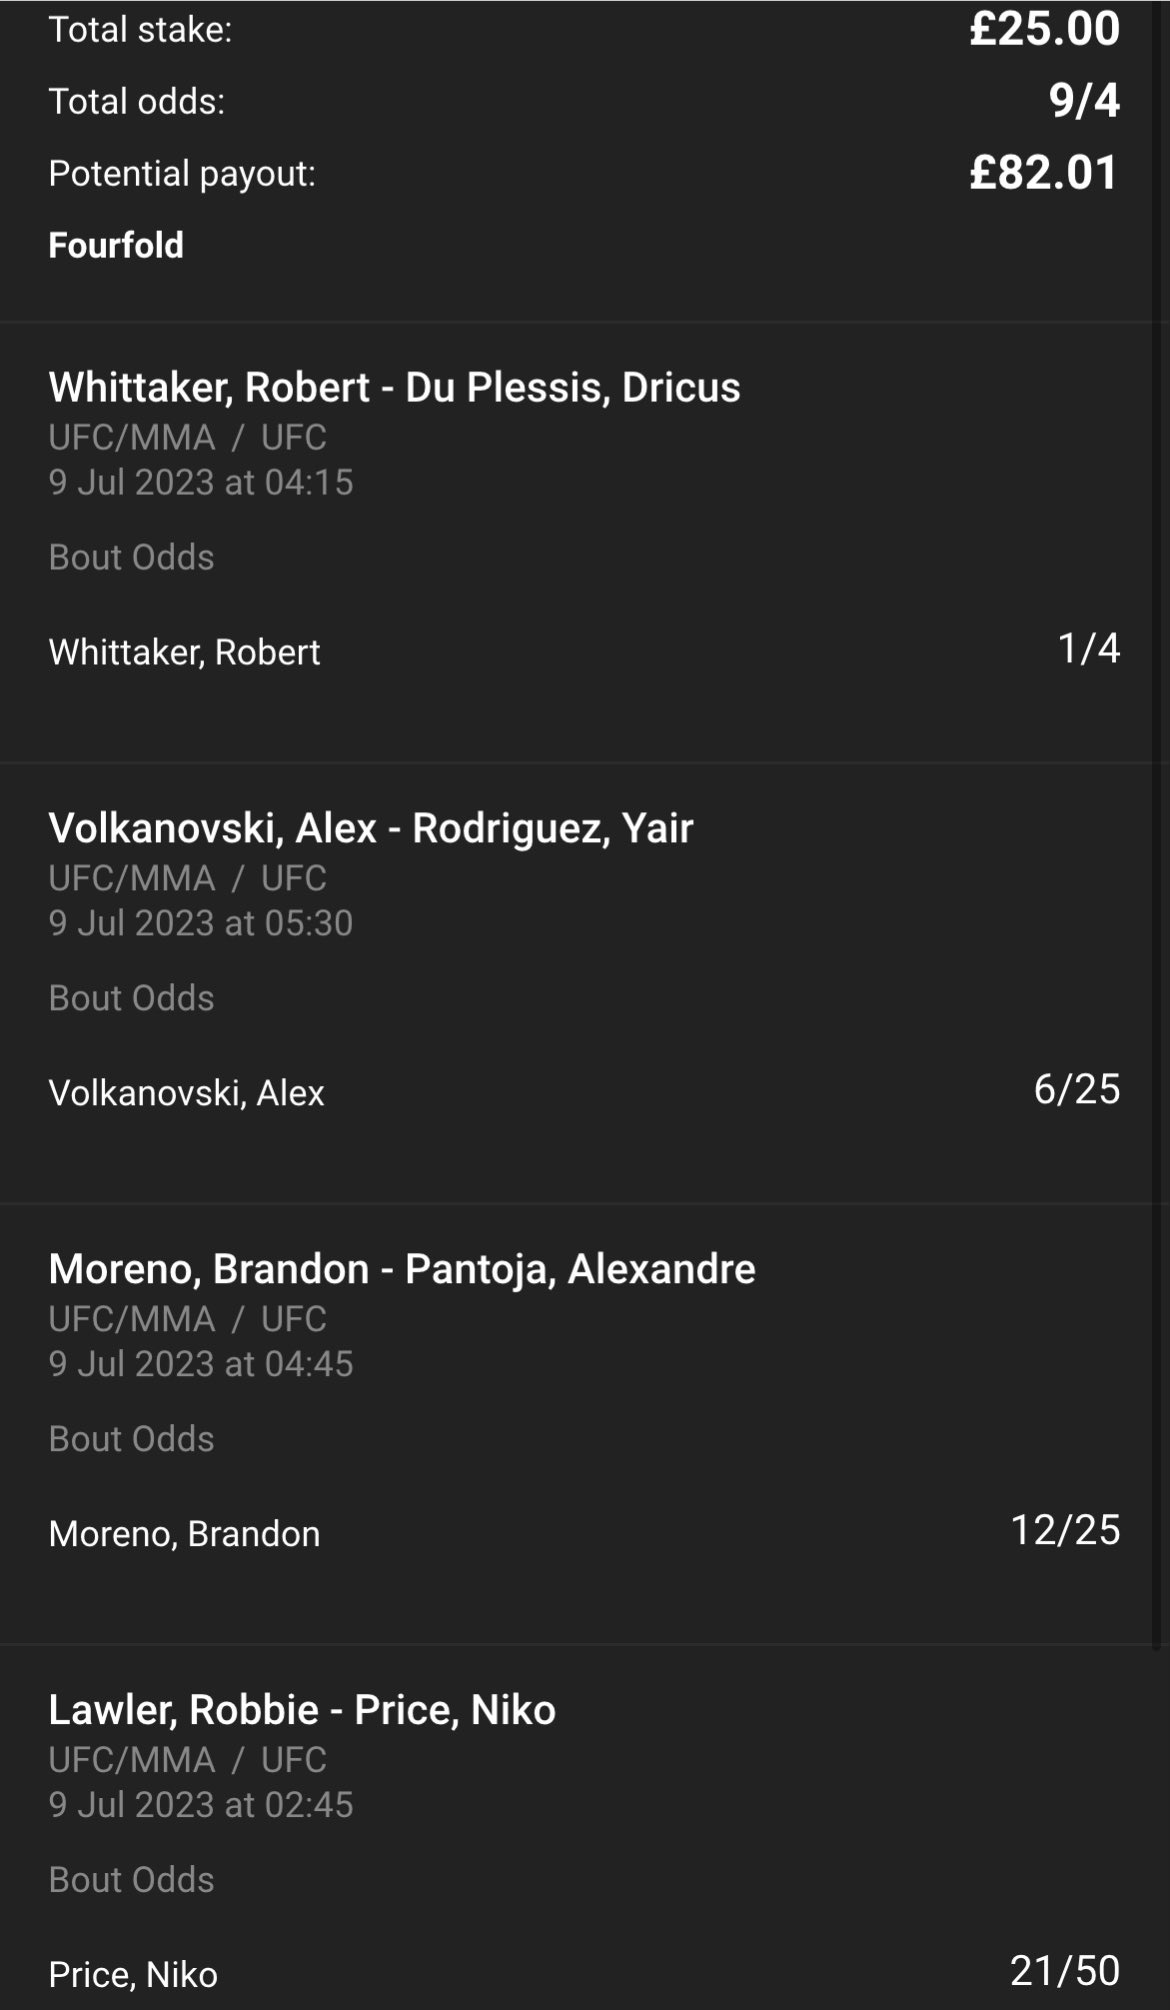 Total stake: £25.00
Total odds: 9/4
Potential payout: £82.01
Fourfold
Whittaker, Robert - Du Plessis, Dricus
UFC/MMA / UFC
9 Jul 2023 at 04:15
Bout Odds
Whittaker, Robert 1/4
Volkanovski, Alex - Rodriguez, Yair
UFC/MMA / UFC
9 Jul 2023 at 05:30
Bout Odds
Volkanovski, Alex 6/25
Moreno, Brandon - Pantoja, Alexandre
UFC/MMA / UFC
9 Jul 2023 at 04:45
Bout Odds
Moreno, Brandon 12/25
Lawler, Robbie - Price, Niko
UFC/MMA / UFC
9 Jul 2023 at 02:45
Bout Odds
Price, Niko 21/50